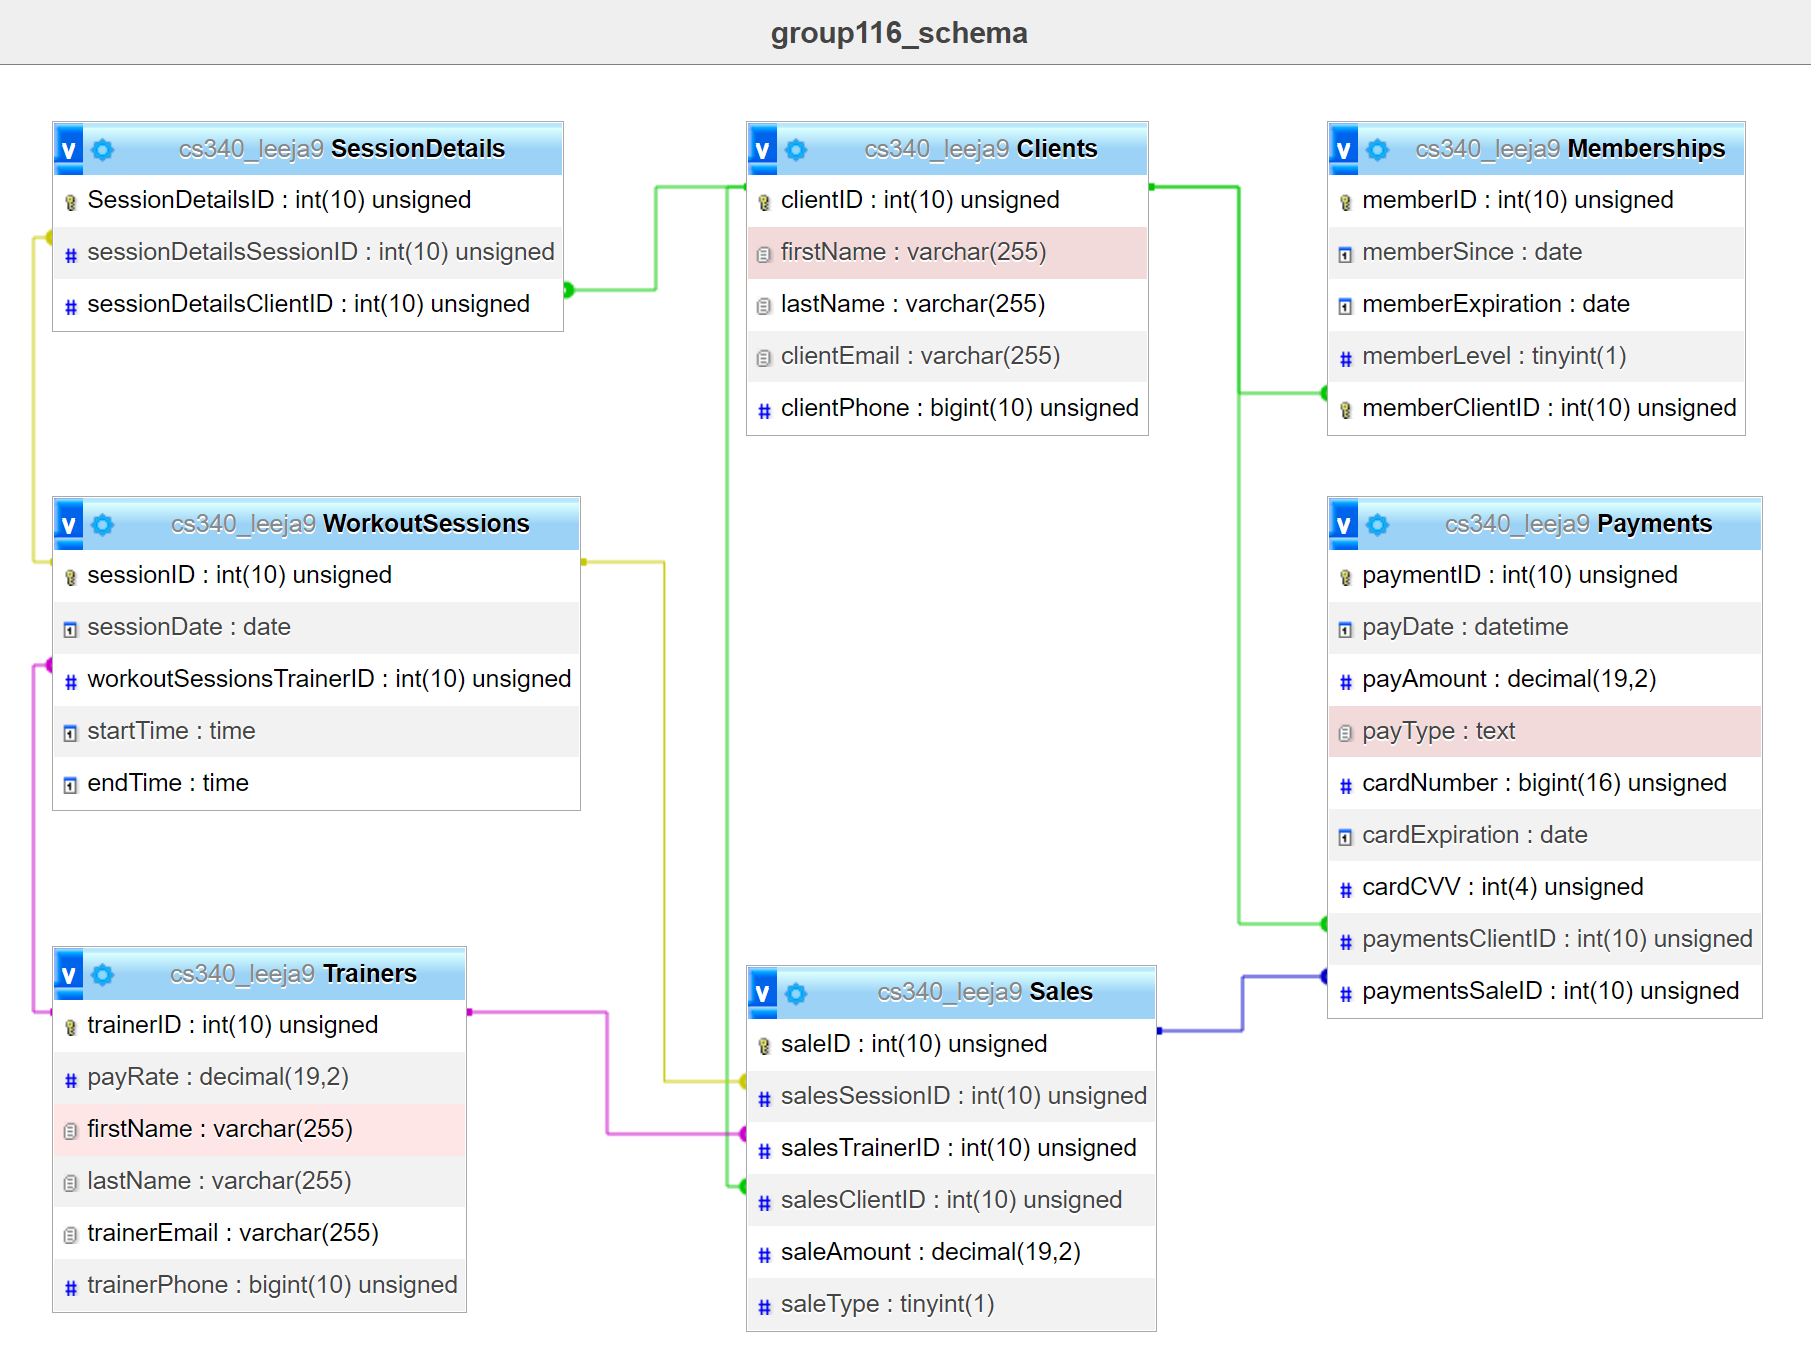 group116_schema
v cs340_leeja9 SessionDetails
SessionDetailsID : int(10) unsigned
# sessionDetailsSessionID : int(10) unsigned
# sessionDetailsClientID : int(10) unsigned
v cs340_leeja9 Clients
clientID : int(10) unsigned
firstName : varchar(255)
lastName : varchar(255)
clientEmail : varchar(255)
# clientPhone : bigint(10) unsigned
v cs340_leeja9 Memberships
memberID : int(10) unsigned
1 memberSince : date
1 memberExpiration : date
# memberLevel : tinyint(1)
memberClientID : int(10) unsigned
v cs340_leeja9 WorkoutSessions
sessionID : int(10) unsigned
1 sessionDate : date
# workoutSessionsTrainerID : int(10) unsigned
1 startTime : time
1 endTime : time
v cs340_leeja9 Payments
paymentID : int(10) unsigned
1 payDate : datetime
# payAmount : decimal(19,2)
payType : text
# cardNumber : bigint(16) unsigned
1 cardExpiration : date
# cardCVV : int(4) unsigned
# paymentsClientID : int(10) unsigned
# paymentsSaleID : int(10) unsigned
v cs340_leeja9 Trainers
trainerID : int(10) unsigned
# payRate : decimal(19,2)
firstName : varchar(255)
lastName : varchar(255)
trainerEmail : varchar(255)
# trainerPhone : bigint(10) unsigned
v cs340_leeja9 Sales
saleID : int(10) unsigned
# salesSessionID : int(10) unsigned
# salesTrainerID : int(10) unsigned
# salesClientID : int(10) unsigned
# saleAmount : decimal(19,2)
# saleType : tinyint(1)